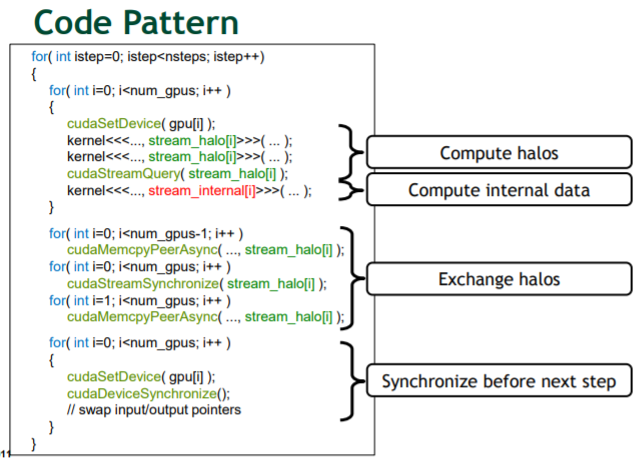 Code Pattern
for( int istep=0; istep<nsteps; istep++)
{
for( int i=0; i<num_gpus; i++ )
{
cudaSetDevice( gpu[i] );
kernel<<<..., stream_halo[i]>>>( ... );
kernel<<<..., stream_halo[i]>>>( ... );
cudaStreamQuery( stream_halo[i] );
kernel<<<..., stream_internal[i]>>>( ... );
}
Compute halos
Compute internal data
for( int i=0; i<num_gpus-1; i++ )
cudaMemcpyPeerAsync( ..., stream_halo[i] );
for( int i=0; i<num_gpus; i++ )
cudaStreamSynchronize( stream_halo[i] );
for( int i=1; i<num_gpus; i++ )
cudaMemcpyPeerAsync( ..., stream_halo[i] );
Exchange halos
for( int i=0; i<num_gpus; i++ )
{
cudaSetDevice( gpu[i] );
cudaDeviceSynchronize();
// swap input/output pointers
}
}
Synchronize before next step